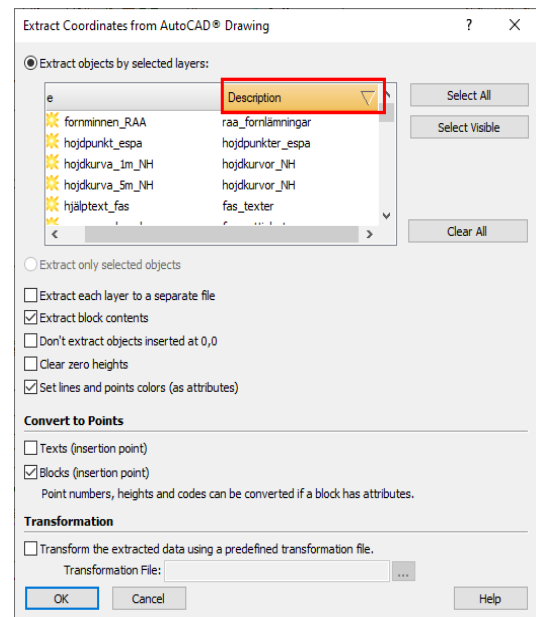 Extract Coordinates from AutoCAD® Drawing ? X
Extract objects by selected layers:
e Description
fornminnen_RAA raa_fornlämningar
hojdpunkt_espa hojdpunkter_espa
hojdkurva_1m_NH hojdkurvor_NH
hojdkurva_5m_NH hojdkurvor_NH
hjälptext_fas fas_texter
Select All
Select Visible
Clear All
Extract only selected objects
Extract each layer to a separate file
Extract block contents
Don't extract objects inserted at 0,0
Clear zero heights
Set lines and points colors (as attributes)
Convert to Points
Texts (insertion point)
Blocks (insertion point)
Point numbers, heights and codes can be converted if a block has attributes.
Transformation
Transform the extracted data using a predefined transformation file.
Transformation File: ...
OK Cancel Help